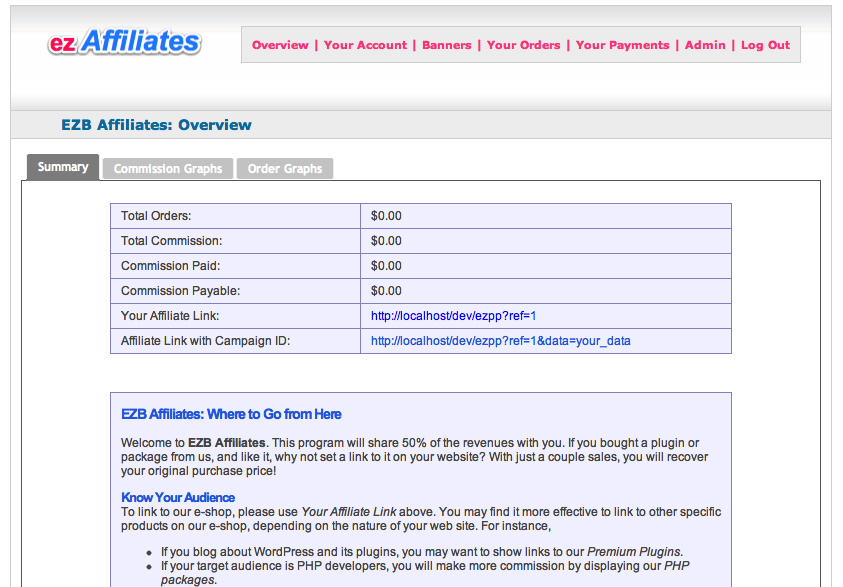 ez Affiliates
Overview | Your Account | Banners | Your Orders | Your Payments | Admin | Log Out
EZB Affiliates: Overview
Summary Commission Graphs Order Graphs
Total Orders: $0.00
Total Commission: $0.00
Commission Paid: $0.00
Commission Payable: $0.00
Your Affiliate Link: http://localhost/dev/ezpp?ref=1
Affiliate Link with Campaign ID: http://localhost/dev/ezpp?ref=1&data=your_data
EZB Affiliates: Where to Go from Here
Welcome to EZB Affiliates. This program will share 50% of the revenues with you. If you bought a plugin or
package from us, and like it, why not set a link to it on your website? With just a couple sales, you will recover
your original purchase price!
Know Your Audience
To link to our e-shop, please use Your Affiliate Link above. You may find it more effective to link to other specific
products on our e-shop, depending on the nature of your web site. For instance,
• If you blog about WordPress and its plugins, you may want to show links to our Premium Plugins.
• If your target audience is PHP developers, you will make more commission by displaying our PHP
packages.